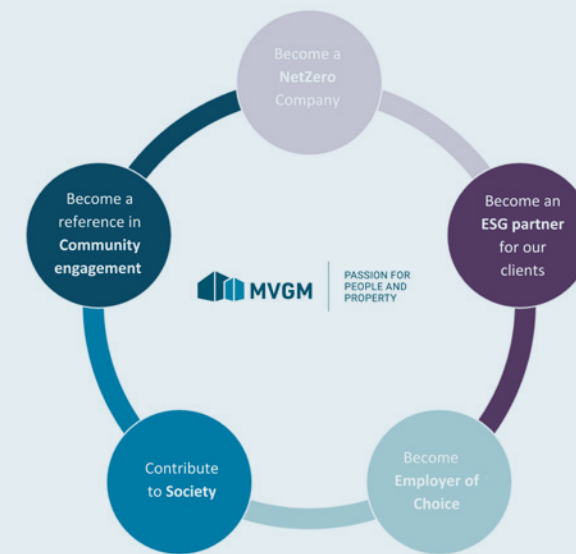 Become a
NetZero
Company
Become an
ESG partner
for our
clients
Become
Employer of
Choice
Contribute
to Society
Become a
reference in
Community
engagement
MVGM
PASSION FOR
PEOPLE AND
PROPERTY